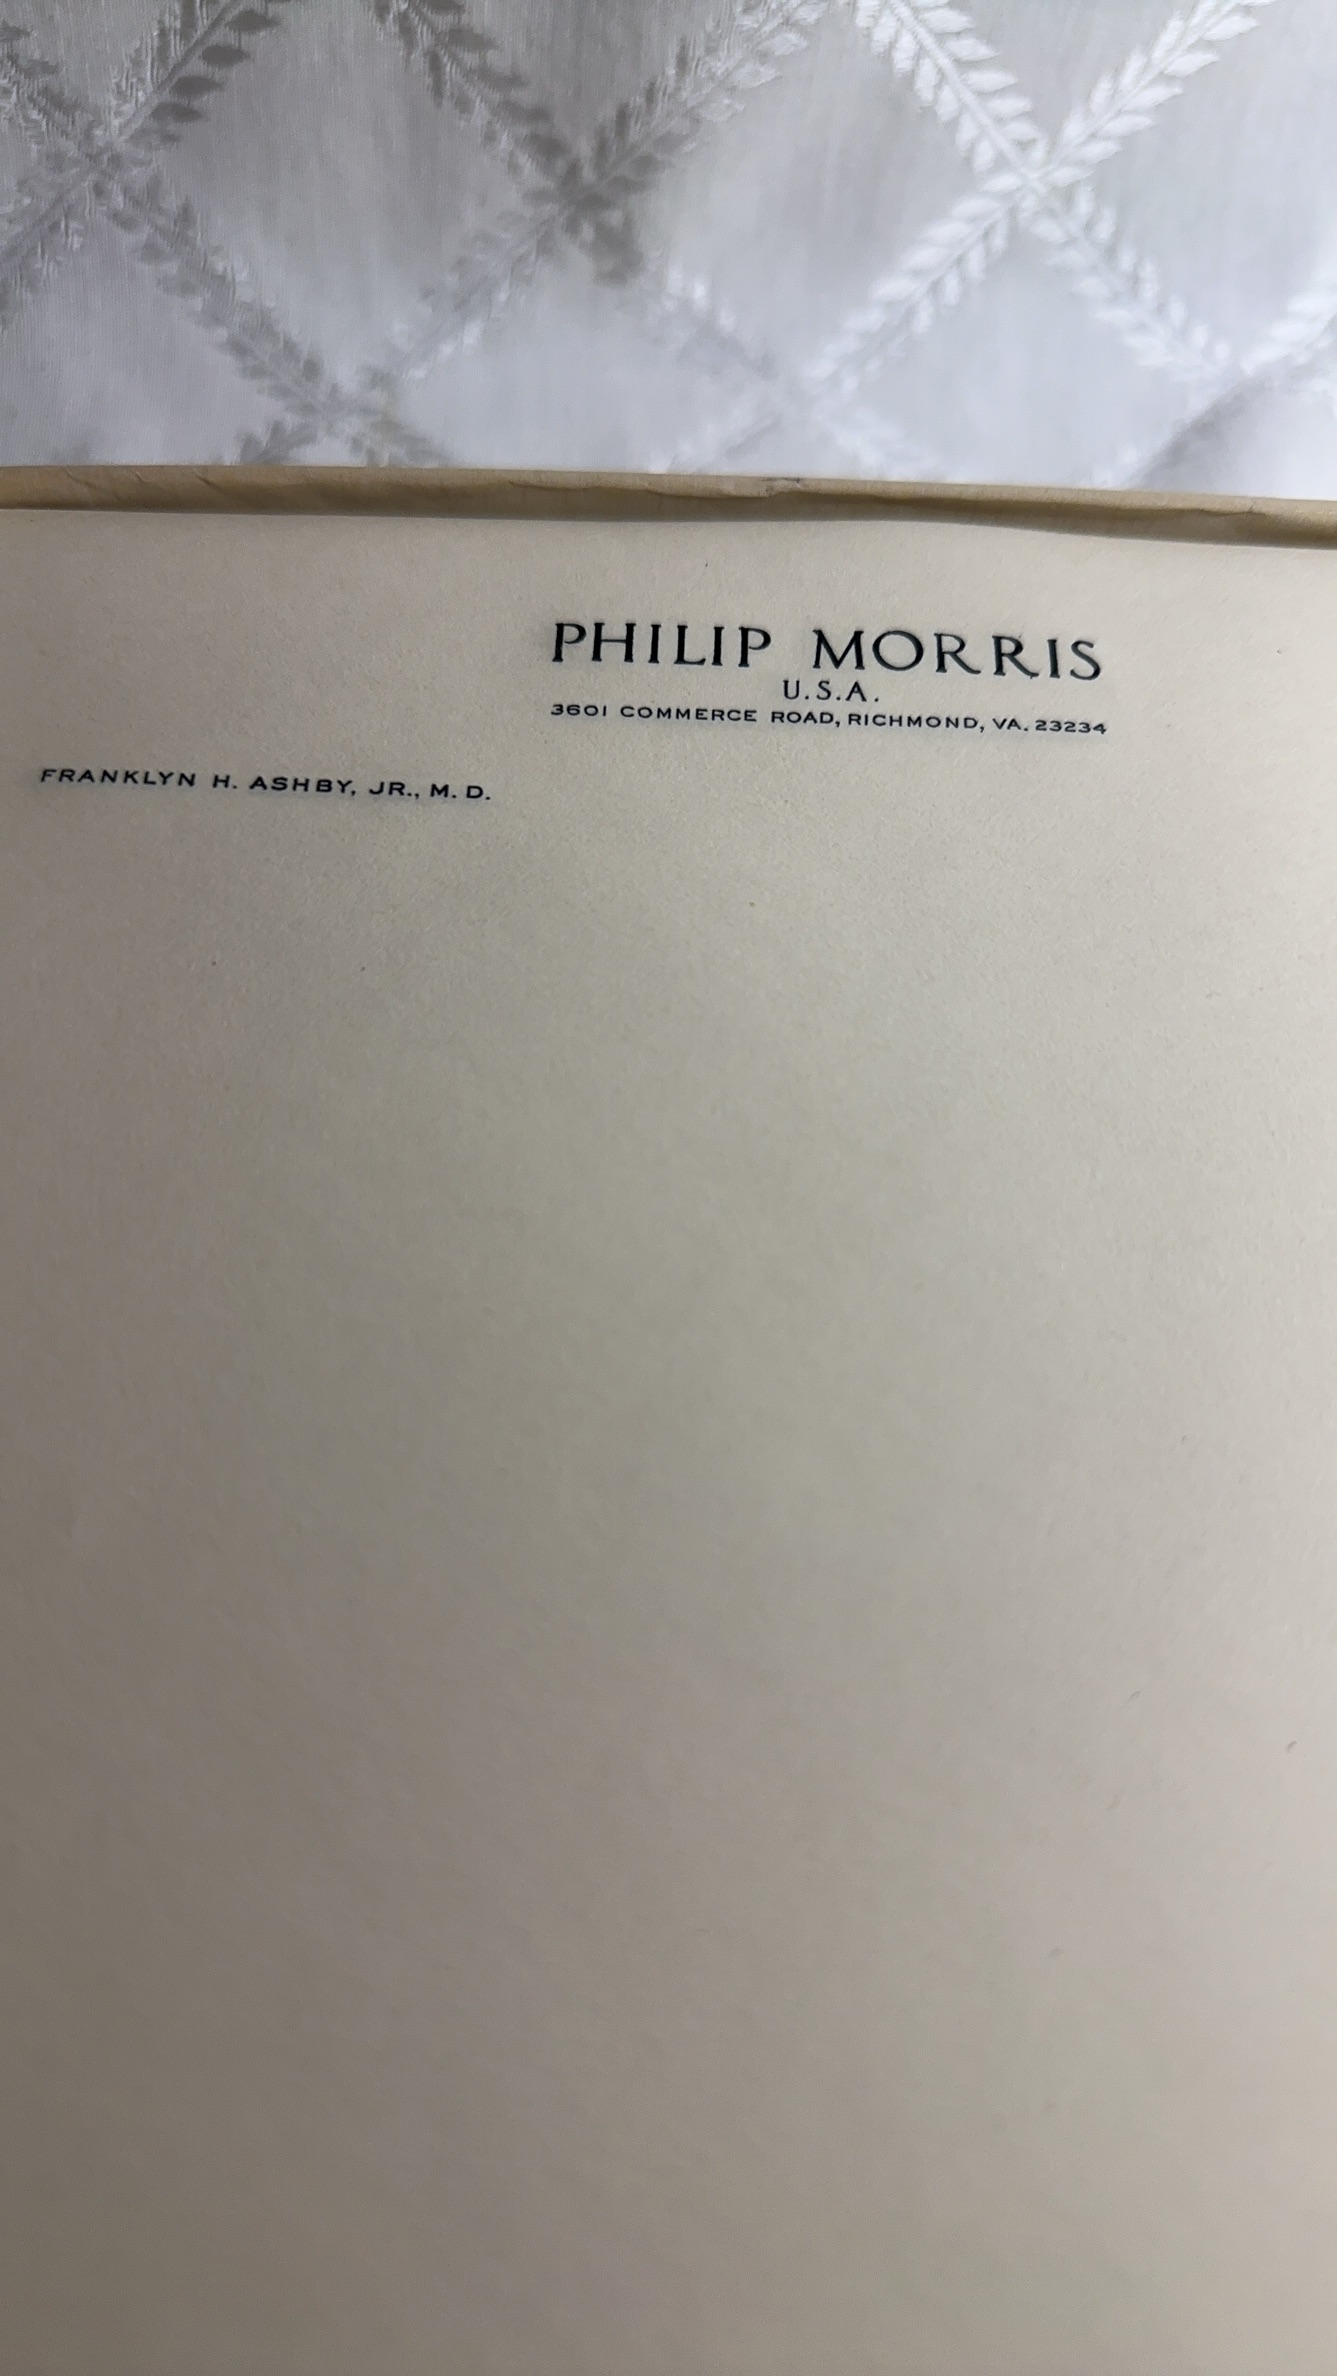 PHILIP MORRIS
U.S.A.
3601 COMMERCE ROAD, RICHMOND, VA. 23234
FRANKLYN H. ASHBY, JR., M. D.